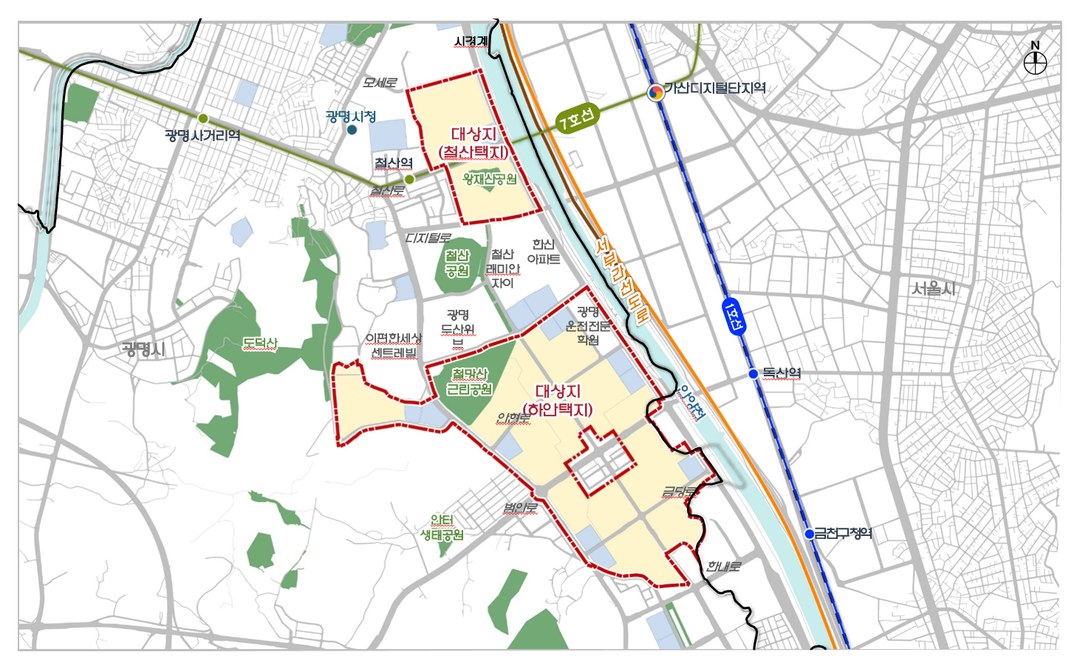 시경계
N
모세로
가산디지털단지역
광명시청
7호선
광명사거리역
대상지
(철산택지)
철산역
왕재산공원
철산로
디지털로
철산
공원
철산
래미안
자이
한신
아파트
서부간선도로
서울시
광명
두산위
브
광명
운전전문
학원
1호선
도덕산
광명시
이편한세상
센트레빌
독산역
철망산
근린공원
대상지
(하안택지)
안양천
안현로
금당로
범안로
안터
생태공원
금천구청역
한내로